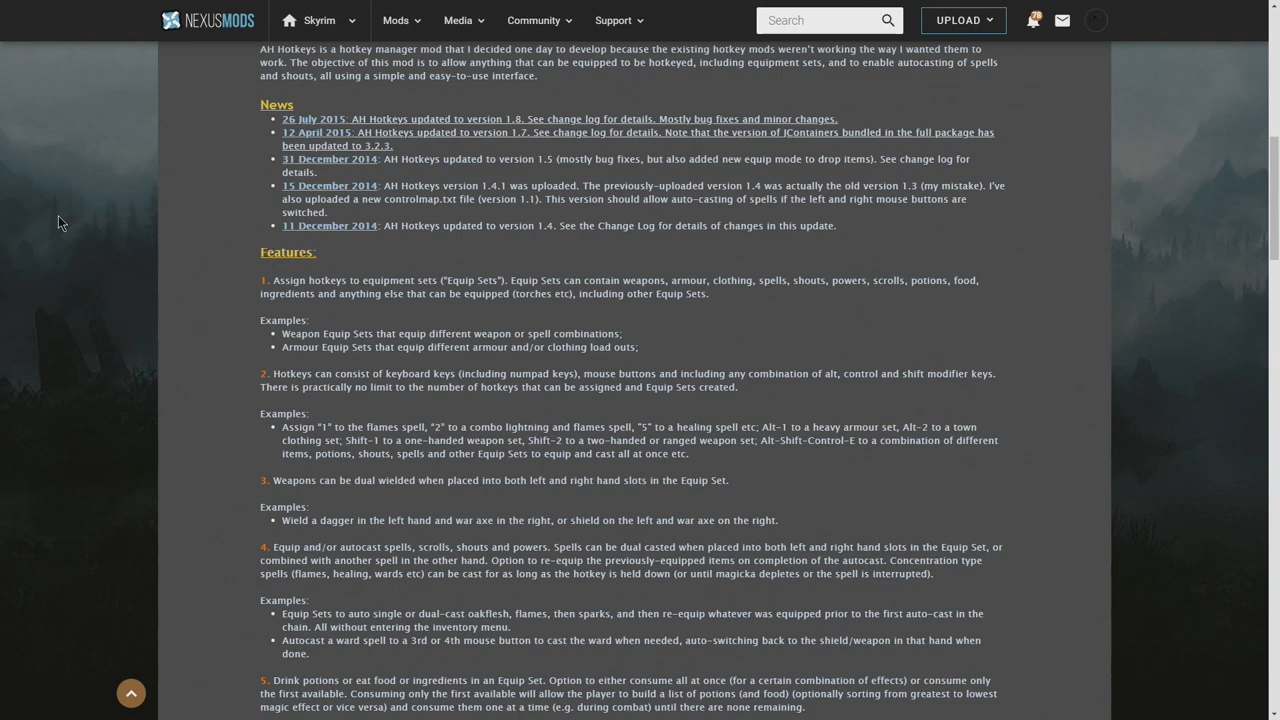 NEXUSMODS Skyrim Mods Media Community Support Search UPLOAD 78
AH Hotkeys is a hotkey manager mod that I decided one day to develop because the existing hotkey mods weren't working the way I wanted them to
work. The objective of this mod is to allow anything that can be equipped to be hotkeyed, including equipment sets, and to enable autocasting of spells
and shouts, all using a simple and easy-to-use interface.
News
26 July 2015: AH Hotkeys updated to version 1.8. See change log for details. Mostly bug fixes and minor changes.
12 April 2015: AH Hotkeys updated to version 1.7. See change log for details. Note that the version of JContainers bundled in the full package has
been updated to 3.2.3.
31 December 2014: AH Hotkeys updated to version 1.5 (mostly bug fixes, but also added new equip mode to drop items). See change log for
details.
15 December 2014: AH Hotkeys version 1.4.1 was uploaded. The previously-uploaded version 1.4 was actually the old version 1.3 (my mistake). I've
also uploaded a new controlmap.txt file (version 1.1). This version should allow auto-casting of spells if the left and right mouse buttons are
switched.
11 December 2014: AH Hotkeys updated to version 1.4. See the Change Log for details of changes in this update.
Features:
1. Assign hotkeys to equipment sets ("Equip Sets"). Equip Sets can contain weapons, armour, clothing, spells, shouts, powers, scrolls, potions, food,
ingredients and anything else that can be equipped (torches etc), including other Equip Sets.
Examples:
Weapon Equip Sets that equip different weapon or spell combinations;
Armour Equip Sets that equip different armour and/or clothing load outs;
2. Hotkeys can consist of keyboard keys (including numpad keys), mouse buttons and including any combination of alt, control and shift modifier keys.
There is practically no limit to the number of hotkeys that can be assigned and Equip Sets created.
Examples:
Assign "1" to the flames spell, "2" to a combo lightning and flames spell, "5" to a healing spell etc; Alt-1 to a heavy armour set, Alt-2 to a town
clothing set; Shift-1 to a one-handed weapon set, Shift-2 to a two-handed or ranged weapon set; Alt-Shift-Control-E to a combination of different
items, potions, shouts, spells and other Equip Sets to equip and cast all at once etc.
3. Weapons can be dual wielded when placed into both left and right hand slots in the Equip Set.
Examples:
Wield a dagger in the left hand and war axe in the right, or shield on the left and war axe on the right.
4. Equip and/or autocast spells, scrolls, shouts and powers. Spells can be dual casted when placed into both left and right hand slots in the Equip Set, or
combined with another spell in the other hand. Option to re-equip the previously-equipped items on completion of the autocast. Concentration type
spells (flames, healing, wards etc) can be cast for as long as the hotkey is held down (or until magicka depletes or the spell is interrupted).
Examples:
Equip Sets to auto single or dual-cast oakflesh, flames, then sparks, and then re-equip whatever was equipped prior to the first auto-cast in the
chain. All without entering the inventory menu.
Autocast a ward spell to a 3rd or 4th mouse button to cast the ward when needed, auto-switching back to the shield/weapon in that hand when
done.
5. Drink potions or eat food or ingredients in an Equip Set. Option to either consume all at once (for a certain combination of effects) or consume only
the first available. Consuming only the first available will allow the player to build a list of potions (and food) (optionally sorting from greatest to lowest
magic effect or vice versa) and consume them one at a time (e.g. during combat) until there are none remaining.